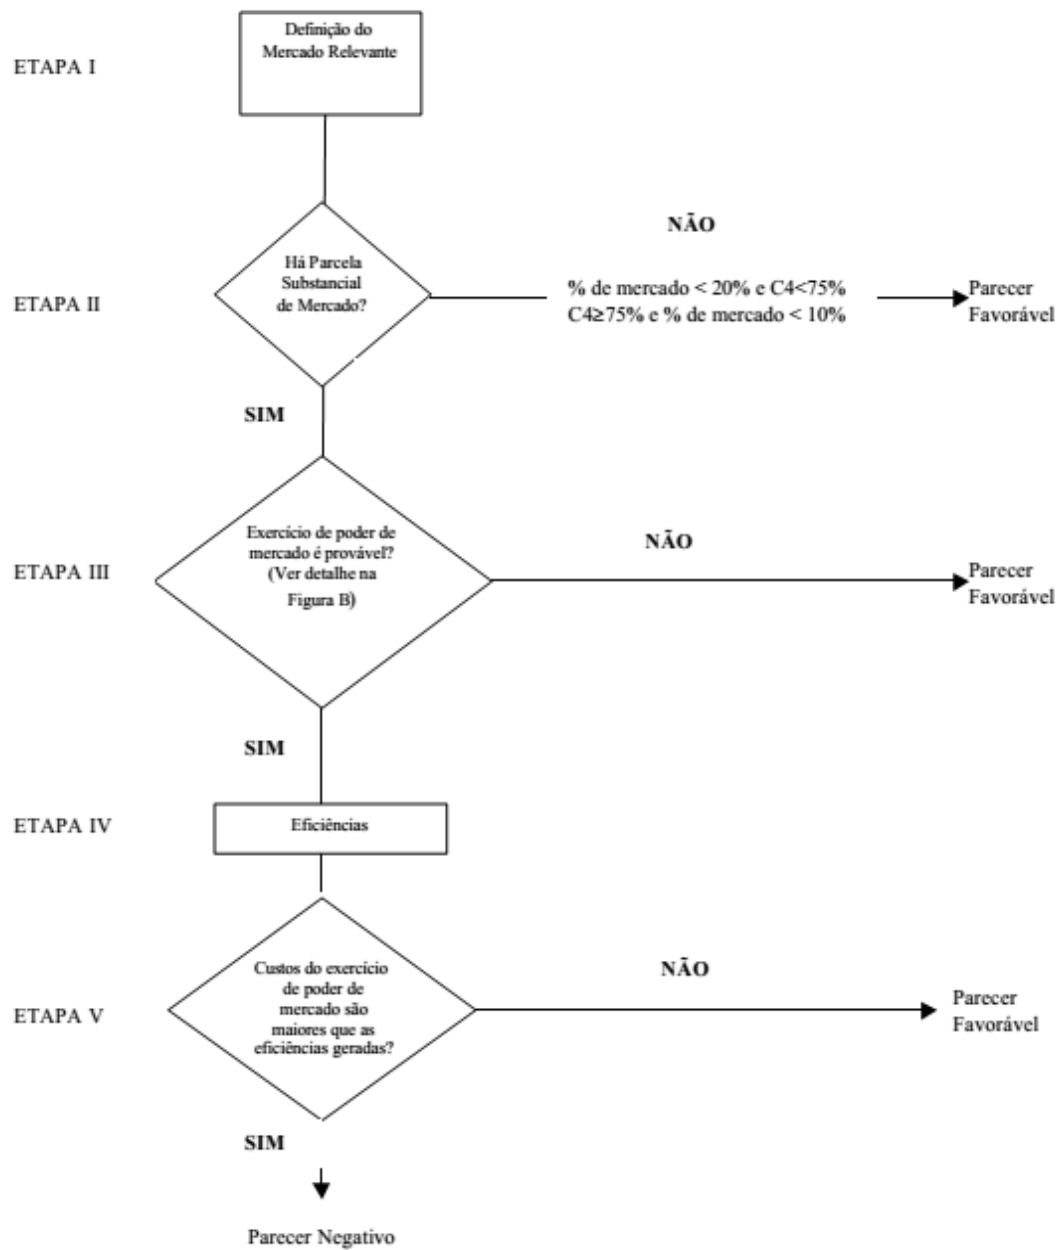 Definição do
Mercado Relevante
ETAPA I
NÃO
Há Parcela
Substancial
de Mercado?
ETAPA II
% de mercado < 20% e C4<75%
C4≥75% e % de mercado < 10%
Parecer
Favorável
SIM
Exercício de poder de
mercado é provável?
(Ver detalhe na
Figura B)
ETAPA III
NÃO
Parecer
Favorável
SIM
ETAPA IV
Eficiências
Custos do exercício
de poder de
mercado são
maiores que as
eficiências geradas?
ETAPA V
NÃO
Parecer
Favorável
SIM
Parecer Negativo